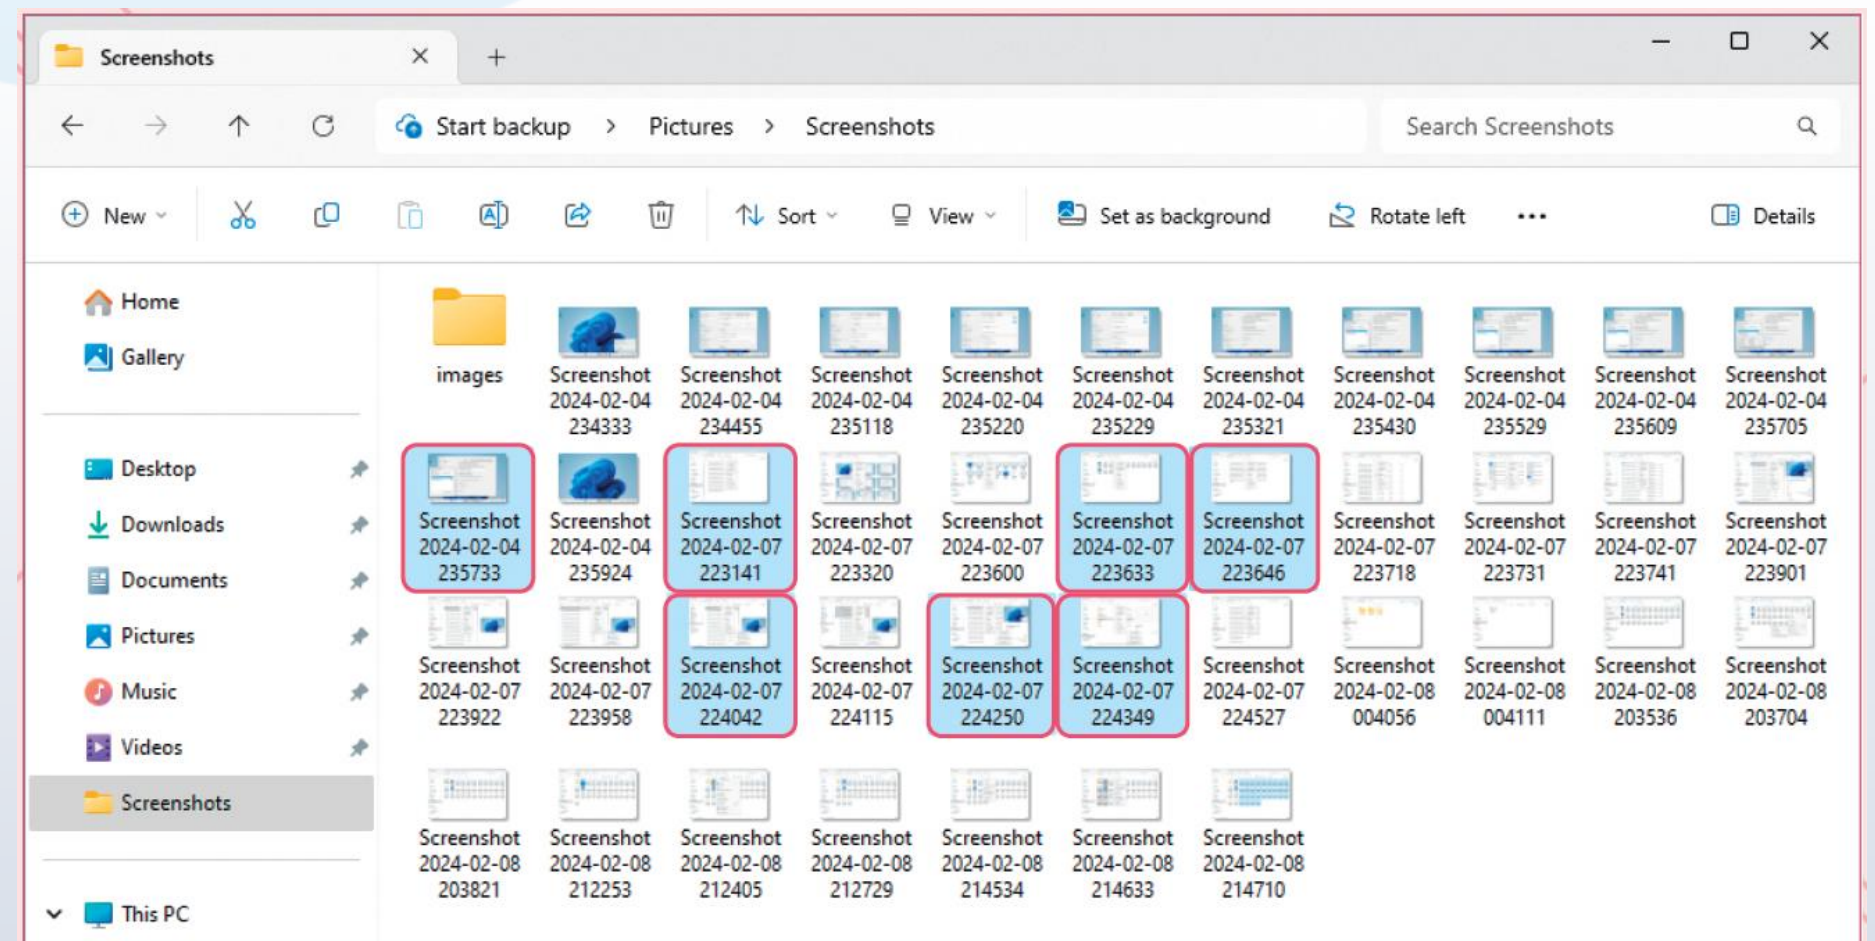 Screenshots
Start backup > Pictures > Screenshots
Search Screenshots
New
Sort
View
Set as background
Rotate left
...
Details
Home
Gallery
Desktop
Downloads
Documents
Pictures
Music
Videos
Screenshots
This PC
images
Screenshot
2024-02-04
234333
Screenshot
2024-02-04
234455
Screenshot
2024-02-04
235118
Screenshot
2024-02-04
235220
Screenshot
2024-02-04
235229
Screenshot
2024-02-04
235321
Screenshot
2024-02-04
235430
Screenshot
2024-02-04
235529
Screenshot
2024-02-04
235609
Screenshot
2024-02-04
235705
Screenshot
2024-02-04
235733
Screenshot
2024-02-04
235924
Screenshot
2024-02-07
223141
Screenshot
2024-02-07
223320
Screenshot
2024-02-07
223600
Screenshot
2024-02-07
223633
Screenshot
2024-02-07
223646
Screenshot
2024-02-07
223718
Screenshot
2024-02-07
223731
Screenshot
2024-02-07
223741
Screenshot
2024-02-07
223901
Screenshot
2024-02-07
223922
Screenshot
2024-02-07
223958
Screenshot
2024-02-07
224042
Screenshot
2024-02-07
224115
Screenshot
2024-02-07
224250
Screenshot
2024-02-07
224349
Screenshot
2024-02-07
224527
Screenshot
2024-02-08
004056
Screenshot
2024-02-08
004111
Screenshot
2024-02-08
203536
Screenshot
2024-02-08
203704
Screenshot
2024-02-08
203821
Screenshot
2024-02-08
212253
Screenshot
2024-02-08
212405
Screenshot
2024-02-08
212729
Screenshot
2024-02-08
214534
Screenshot
2024-02-08
214633
Screenshot
2024-02-08
214710